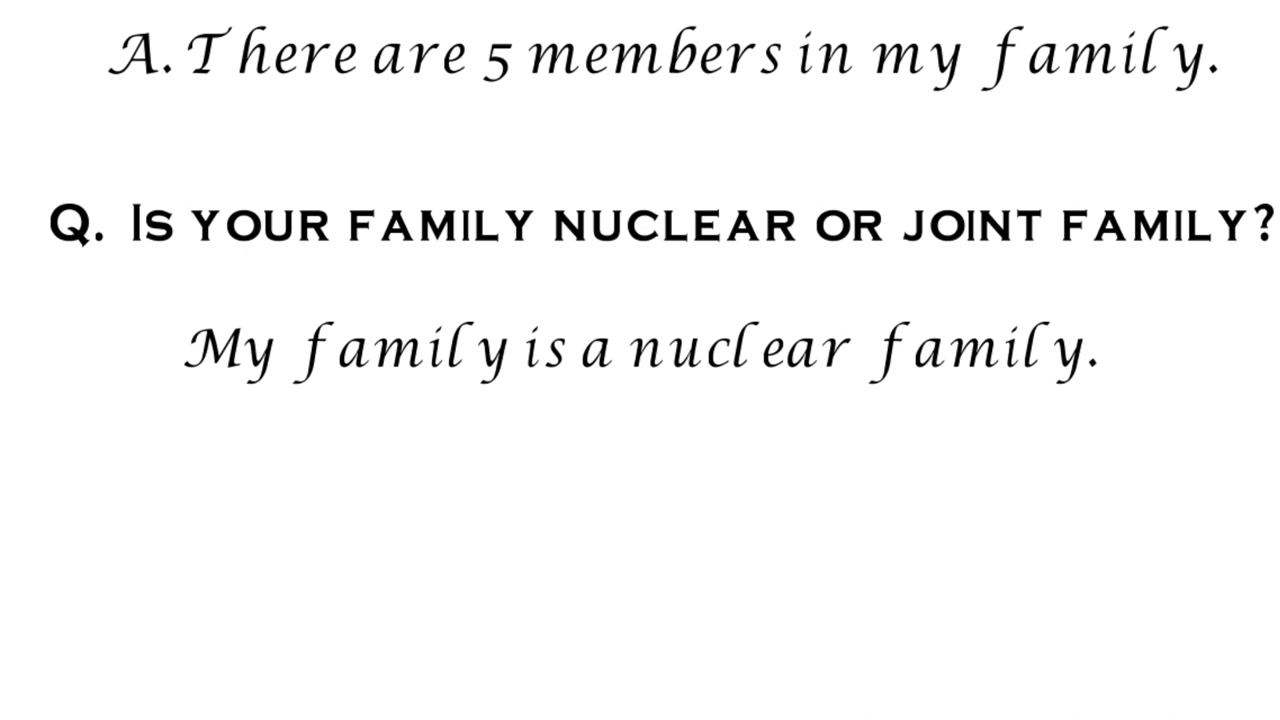 A. There are 5 members in my family.
Q. Is your family nuclear or joint family?
My family is a nuclear family.